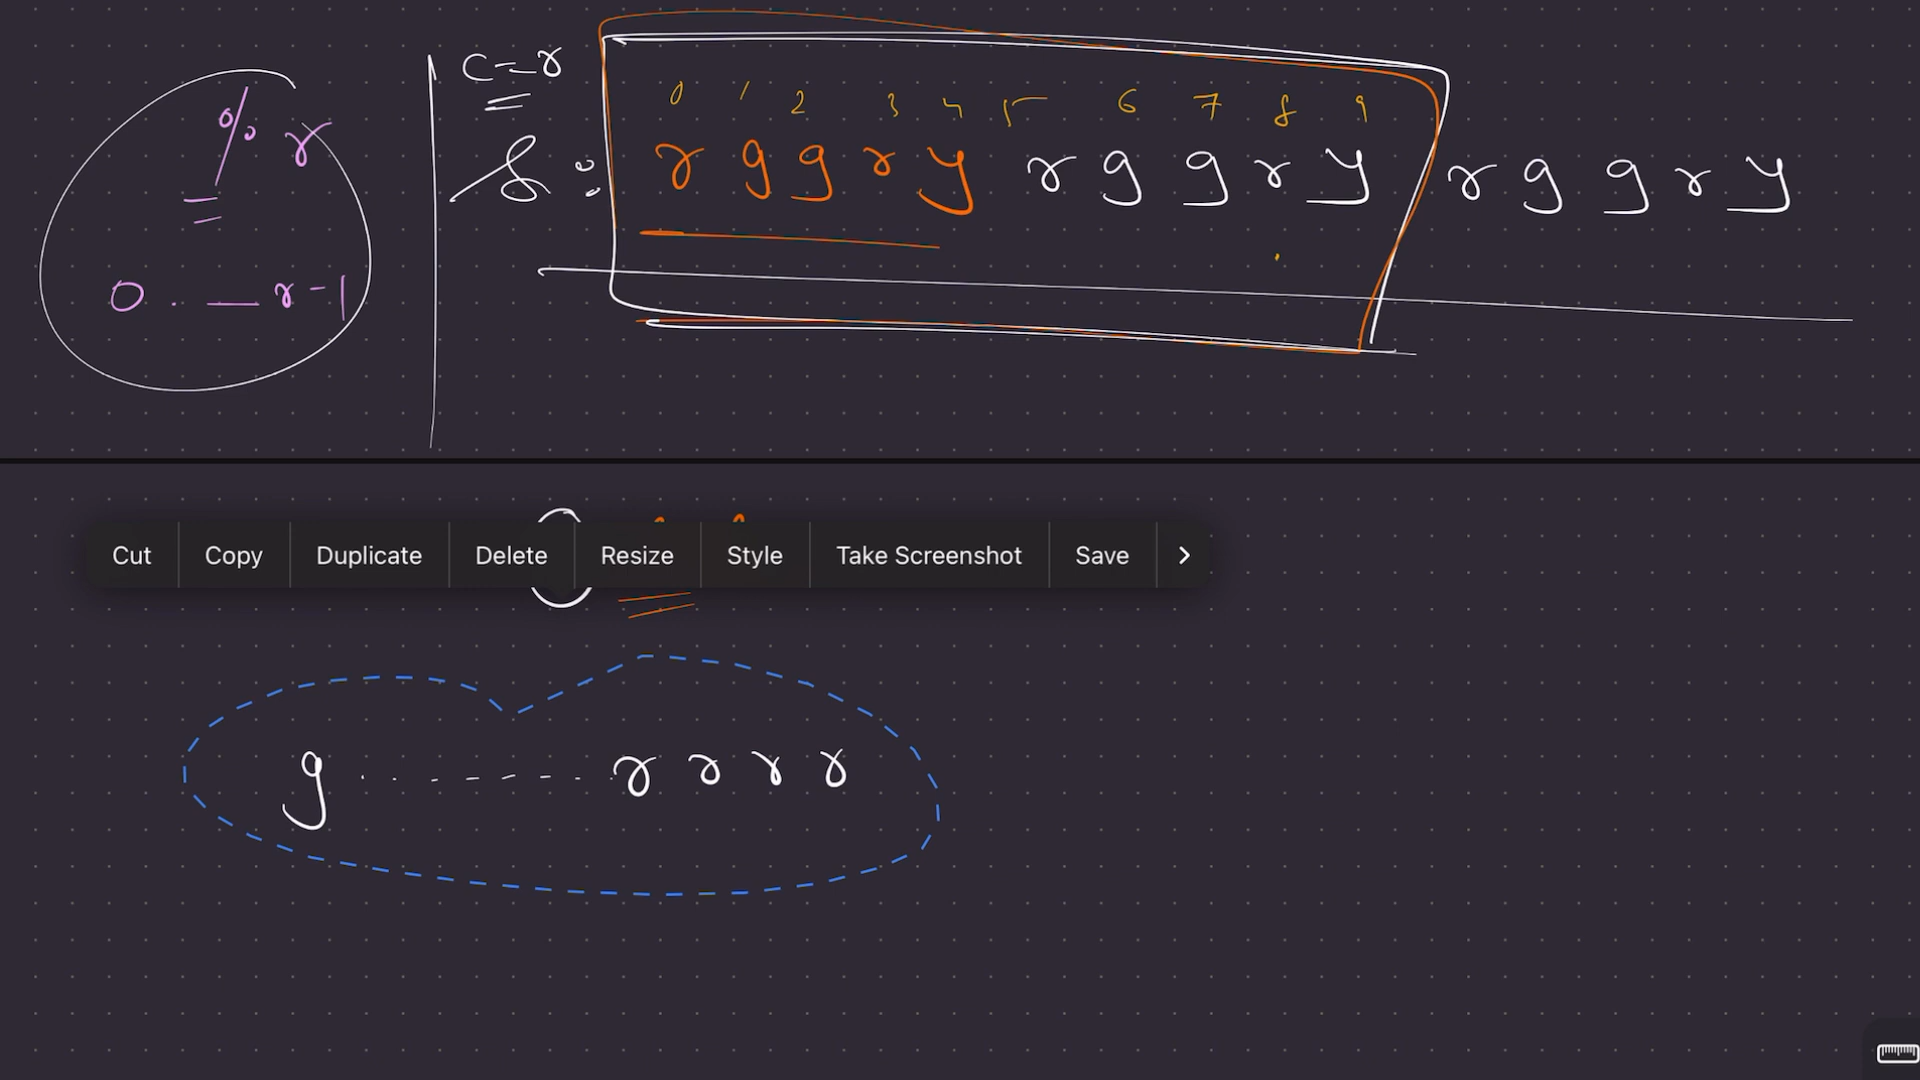 % r
0 . — r-1
c = r
0 1 2 3 4 5 6 7 8 9
s : r g g r y r g g r y r g g r y
Cut Copy Duplicate Delete Resize Style Take Screenshot Save
g . . - - - - - . r r r r